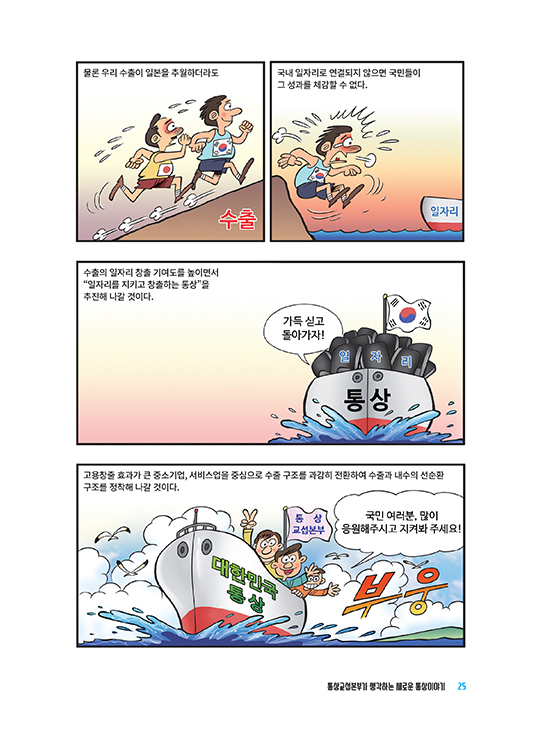 물론 우리 수출이 일본을 추월하더라도
수출
국내 일자리로 연결되지 않으면 국민들이
그 성과를 체감할 수 없다.
일자리
수출의 일자리 창출 기여도를 높이면서
“일자리를 지키고 창출하는 통상”을
추진해 나갈 것이다.
가득 싣고
돌아가자!
일 자 리
통상
고용창출 효과가 큰 중소기업, 서비스업을 중심으로 수출 구조를 과감히 전환하여 수출과 내수의 선순환
구조를 정착해 나갈 것이다.
통 상
교섭본부
국민 여러분, 많이
응원해주시고 지켜봐 주세요!
대한민국
통상
부웅
통상교섭본부가 생각하는 새로운 통상이야기 25